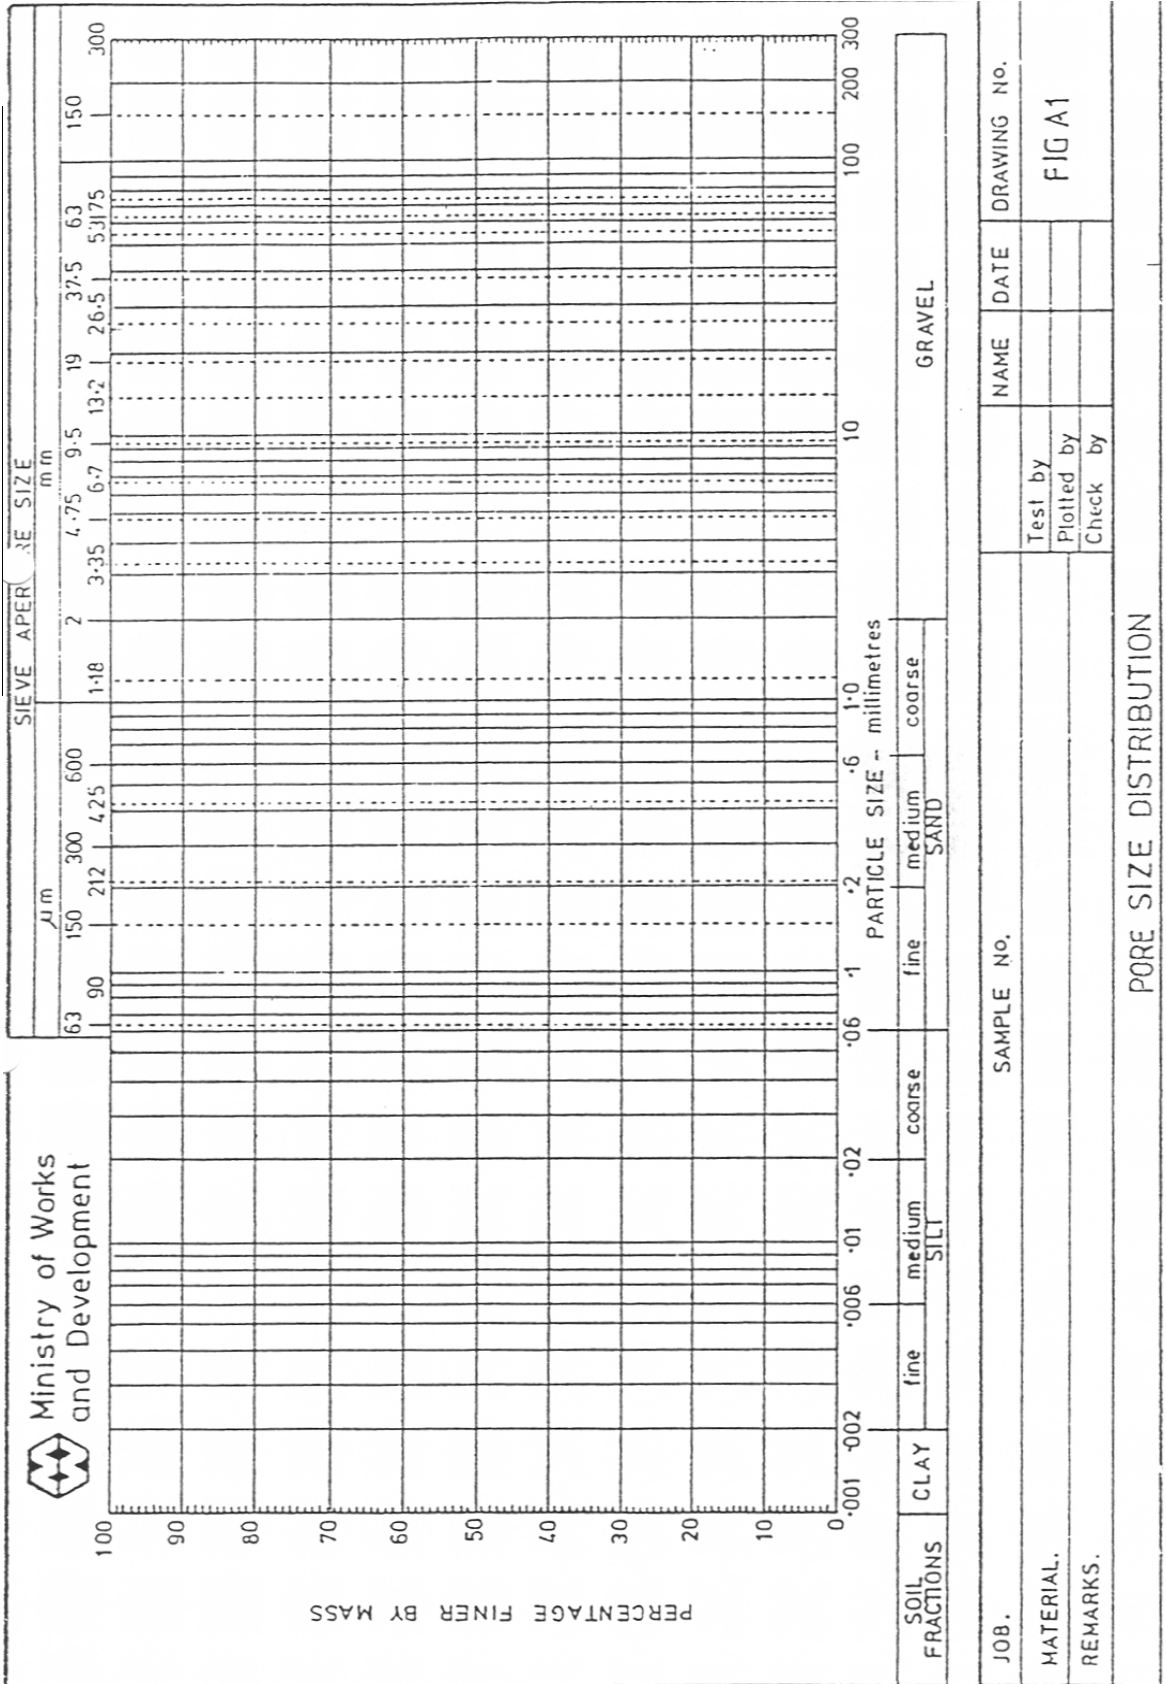 Ministry of Works
and Development
SIEVE APER RE SIZE
µm
mm
63 90 150 212 300 425 600 1·18 2 3·35 4·75 6·7 9·5 13·2 19 26·5 37·5 53 63 75 150 300
PERCENTAGE FINER BY MASS
100
90
80
70
60
50
40
30
20
10
0
·001 ·002 ·006 ·01 ·02 ·06 ·1 ·2 ·6 1·0 10 100 200 300
PARTICLE SIZE - millimetres
SOIL
FRACTIONS
CLAY
fine medium coarse
SILT
fine medium coarse
SAND
GRAVEL
JOB.
SAMPLE No.
MATERIAL.
REMARKS.
NAME DATE DRAWING No.
Test by
Plotted by
Check by
FIG A1
PORE SIZE DISTRIBUTION